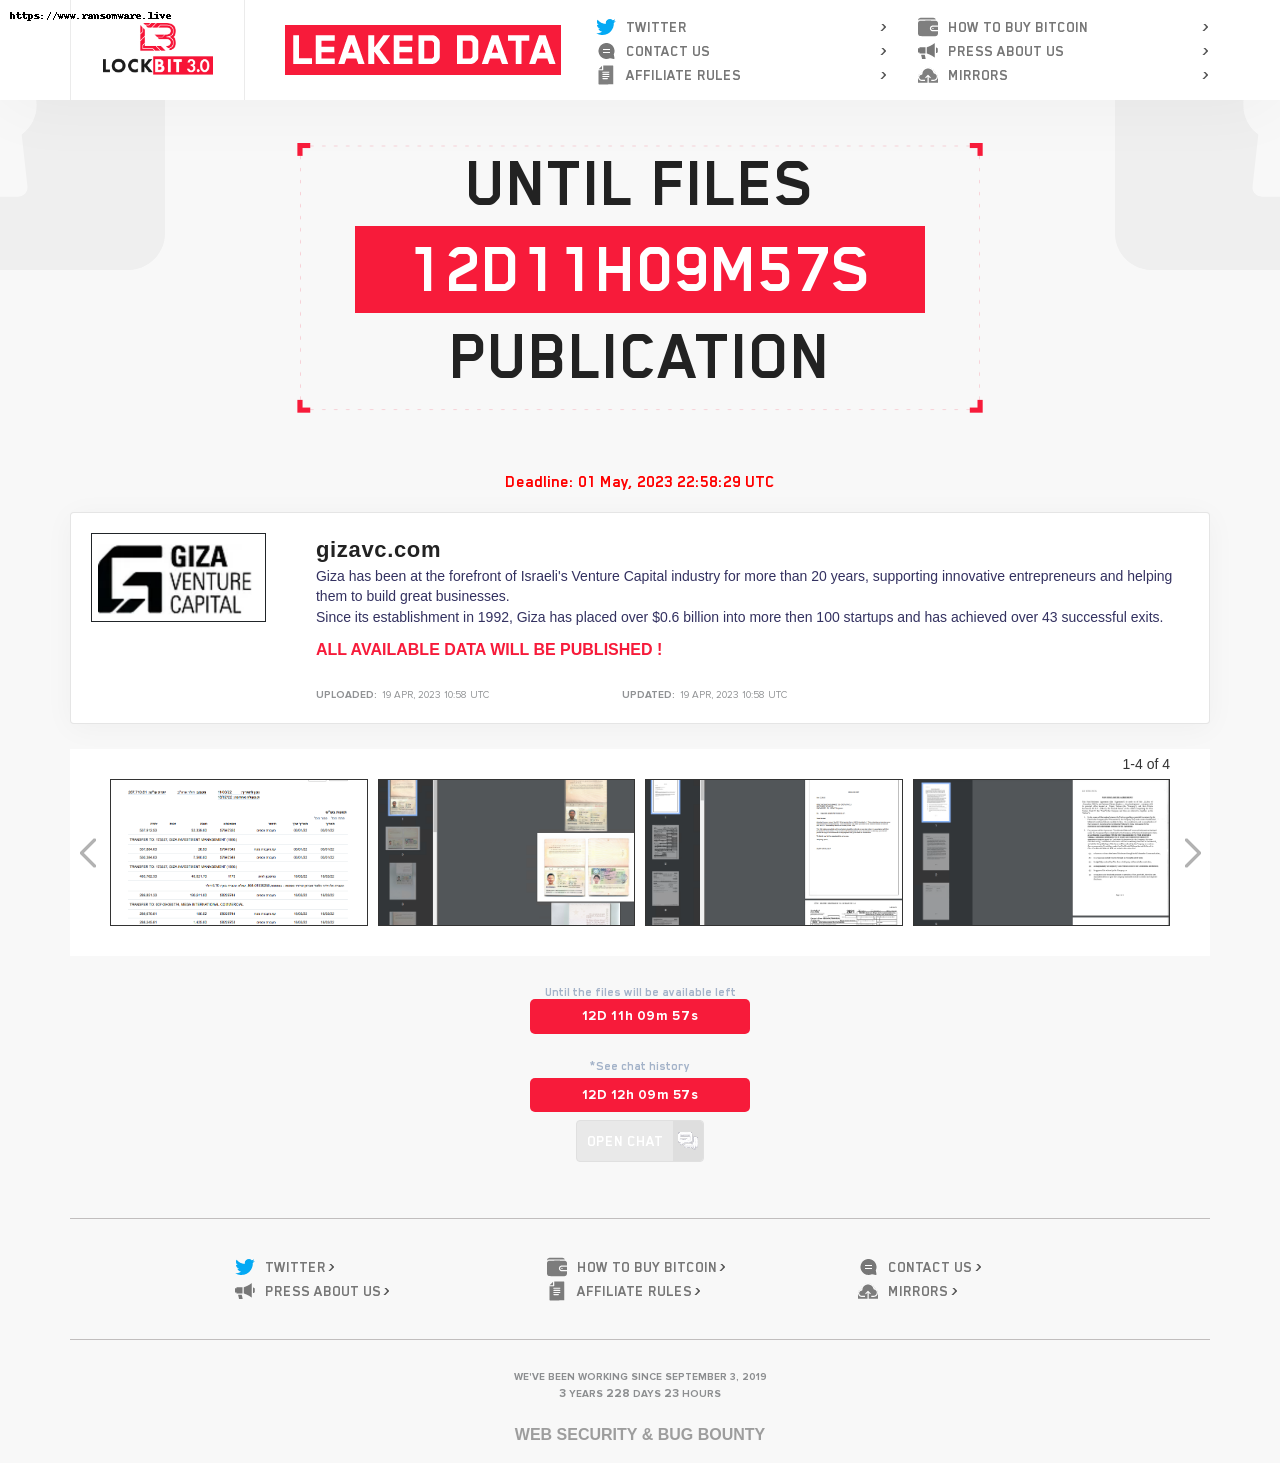 https://www.ransomware.live
LOCKBIT 3.0
LEAKED DATA
TWITTER
CONTACT US
AFFILIATE RULES
HOW TO BUY BITCOIN
PRESS ABOUT US
MIRRORS
UNTIL FILES
12D11H09M57S
PUBLICATION
Deadline: 01 May, 2023 22:58:29 UTC
GIZA
VENTURE
CAPITAL
gizavc.com
Giza has been at the forefront of Israeli's Venture Capital industry for more than 20 years, supporting innovative entrepreneurs and helping
them to build great businesses.
Since its establishment in 1992, Giza has placed over $0.6 billion into more then 100 startups and has achieved over 43 successful exits.
ALL AVAILABLE DATA WILL BE PUBLISHED !
UPLOADED: 19 APR, 2023 10:58 UTC
UPDATED: 19 APR, 2023 10:58 UTC
1-4 of 4
Until the files will be available left
12D 11h 09m 57s
*See chat history
12D 12h 09m 57s
OPEN CHAT
TWITTER
PRESS ABOUT US
HOW TO BUY BITCOIN
AFFILIATE RULES
CONTACT US
MIRRORS
WE'VE BEEN WORKING SINCE SEPTEMBER 3, 2019
3 YEARS 228 DAYS 23 HOURS
WEB SECURITY & BUG BOUNTY